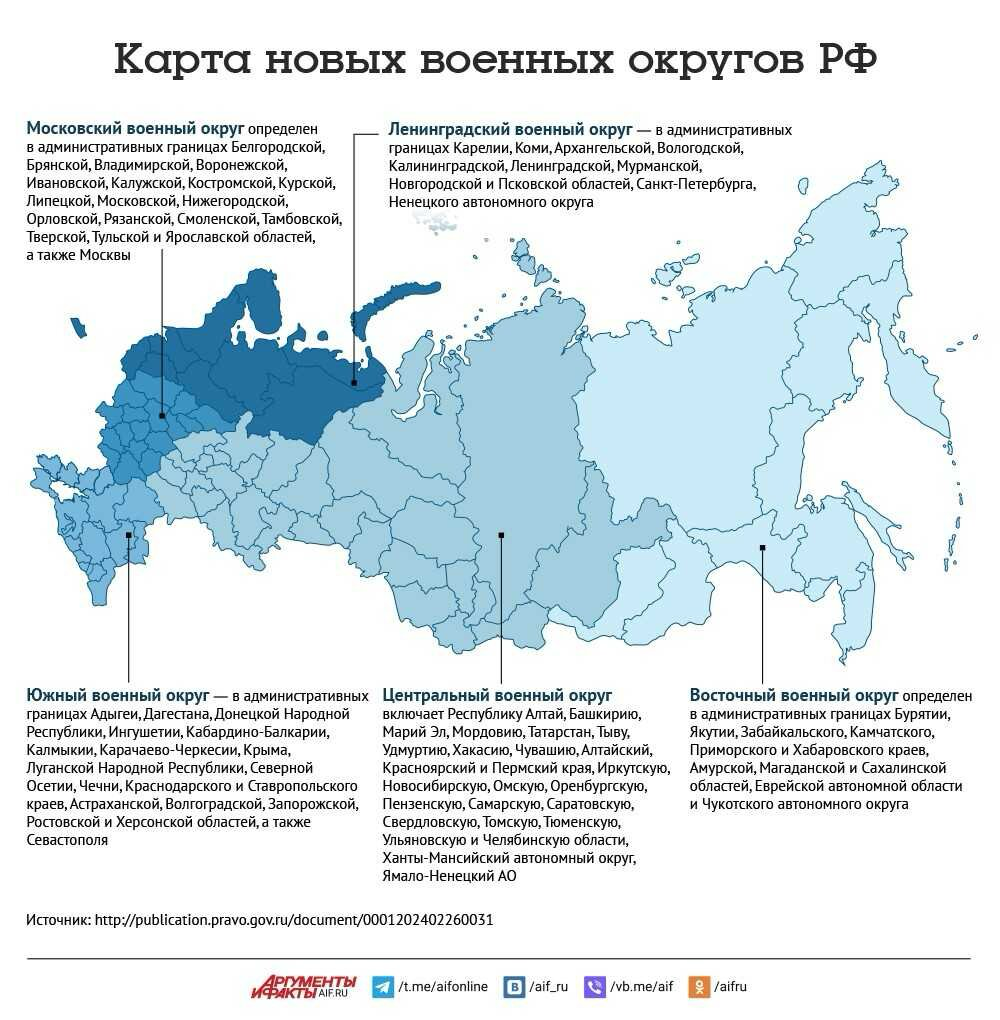 Карта новых военных округов РФ
Московский военный округ определен
в административных границах Белгородской,
Брянской, Владимирской, Воронежской,
Ивановской, Калужской, Костромской, Курской,
Липецкой, Московской, Нижегородской,
Орловской, Рязанской, Смоленской, Тамбовской,
Тверской, Тульской и Ярославской областей,
а также Москвы
Ленинградский военный округ — в административных
границах Карелии, Коми, Архангельской, Вологодской,
Калининградской, Ленинградской, Мурманской,
Новгородской и Псковской областей, Санкт-Петербурга,
Ненецкого автономного округа
Южный военный округ — в административных
границах Адыгеи, Дагестана, Донецкой Народной
Республики, Ингушетии, Кабардино-Балкарии,
Калмыкии, Карачаево-Черкесии, Крыма,
Луганской Народной Республики, Северной
Осетии, Чечни, Краснодарского и Ставропольского
краев, Астраханской, Волгоградской, Запорожской,
Ростовской и Херсонской областей, а также
Севастополя
Центральный военный округ
включает Республику Алтай, Башкирию,
Марий Эл, Мордовию, Татарстан, Тыву,
Удмуртию, Хакасию, Чувашию, Алтайский,
Красноярский и Пермский края, Иркутскую,
Новосибирскую, Омскую, Оренбургскую,
Пензенскую, Самарскую, Саратовскую,
Свердловскую, Томскую, Тюменскую,
Ульяновскую и Челябинскую области,
Ханты-Мансийский автономный округ,
Ямало-Ненецкий АО
Восточный военный округ определен
в административных границах Бурятии,
Якутии, Забайкальского, Камчатского,
Приморского и Хабаровского краев,
Амурской, Магаданской и Сахалинской
областей, Еврейской автономной области
и Чукотского автономного округа
Источник: http://publication.pravo.gov.ru/document/0001202402260031
АРГУМЕНТЫ
И ФАКТЫ AIF.RU
/t.me/aifonline
/aif_ru
/vb.me/aif
/aifru